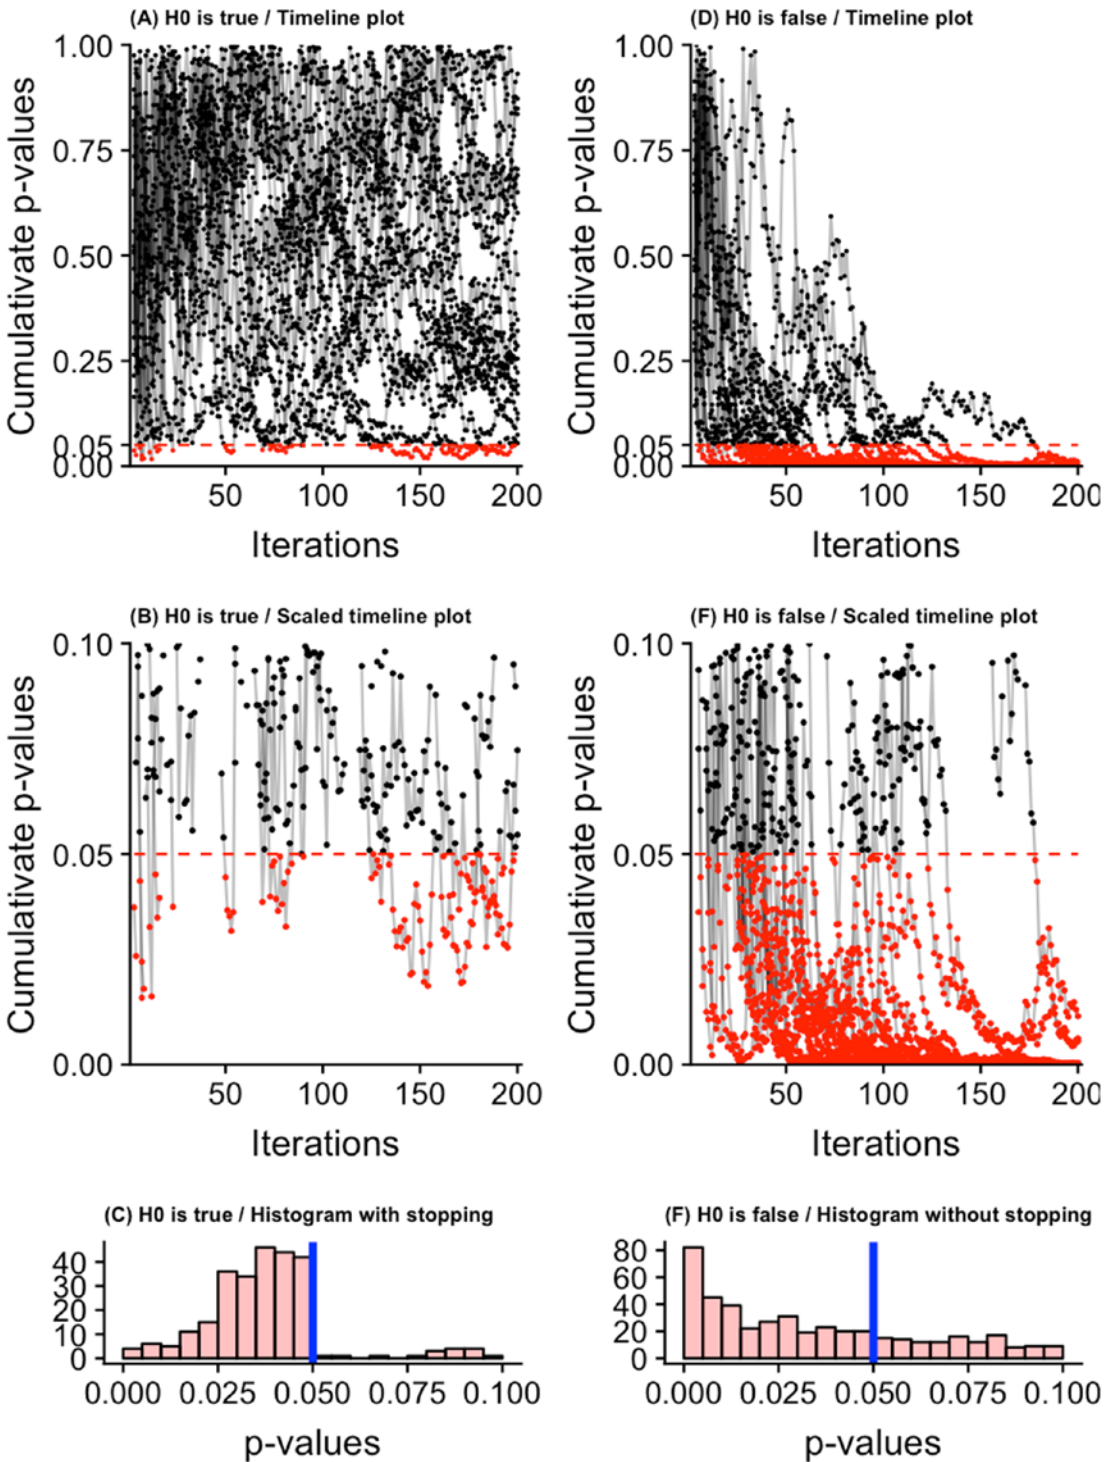 (A) H0 is true / Timeline plot
1.00
0.75
0.50
0.25
0.05
0.00
Cumulativate p-values
50 100 150 200
Iterations
(D) H0 is false / Timeline plot
1.00
0.75
0.50
0.25
0.05
0.00
Cumulativate p-values
50 100 150 200
Iterations
(B) H0 is true / Scaled timeline plot
0.10
0.05
0.00
Cumulativate p-values
50 100 150 200
Iterations
(F) H0 is false / Scaled timeline plot
0.10
0.05
0.00
Cumulativate p-values
50 100 150 200
Iterations
(C) H0 is true / Histogram with stopping
40
30
20
10
0
0.000 0.025 0.050 0.075 0.100
p-values
(F) H0 is false / Histogram without stopping
80
60
40
20
0
0.000 0.025 0.050 0.075 0.100
p-values